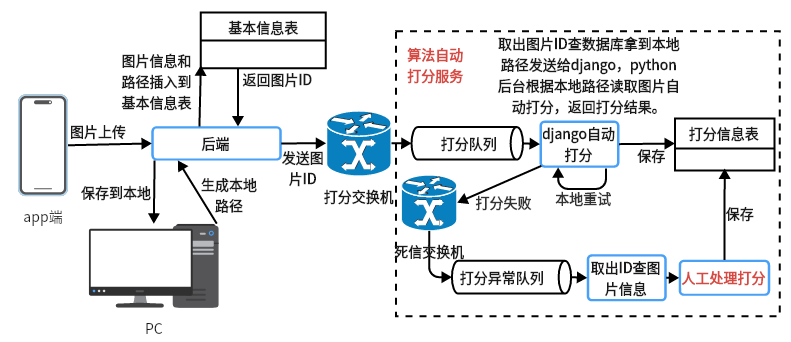 基本信息表
图片信息和
路径插入到
基本信息表
返回图片ID
图片上传
后端
app端
保存到本地
生成本地
路径
PC
发送图
片ID
打分交换机
算法自动
打分服务
取出图片ID查数据库拿到本地
路径发送给django，python
后台根据本地路径读取图片自
动打分，返回打分结果。
打分队列
django自动
打分
保存
打分信息表
本地重试
打分失败
死信交换机
打分异常队列
取出ID查图
片信息
人工处理打分
保存